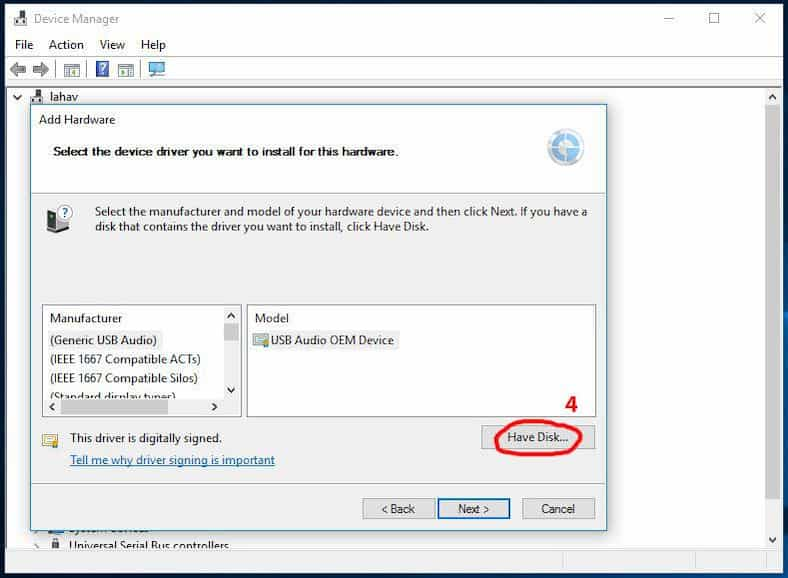 Device Manager
File Action View Help
lahav
Add Hardware
Select the device driver you want to install for this hardware.
Select the manufacturer and model of your hardware device and then click Next. If you have a
disk that contains the driver you want to install, click Have Disk.
Manufacturer
(Generic USB Audio)
(IEEE 1667 Compatible ACTs)
(IEEE 1667 Compatible Silos)
(Standard display types)
Model
USB Audio OEM Device
4
This driver is digitally signed.
Have Disk...
Tell me why driver signing is important
< Back
Next >
Cancel
System devices
Universal Serial Bus controllers